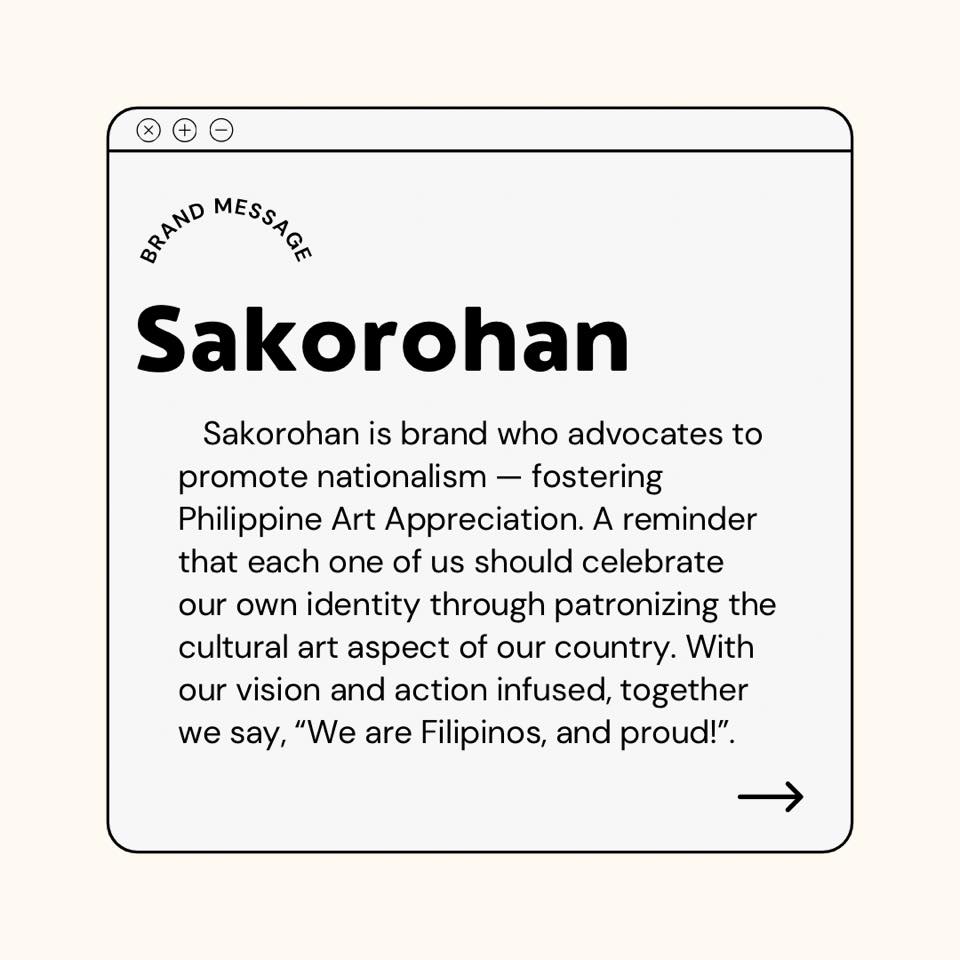 BRAND MESSAGE
Sakorohan
Sakorohan is brand who advocates to
promote nationalism — fostering
Philippine Art Appreciation. A reminder
that each one of us should celebrate
our own identity through patronizing the
cultural art aspect of our country. With
our vision and action infused, together
we say, “We are Filipinos, and proud!”.